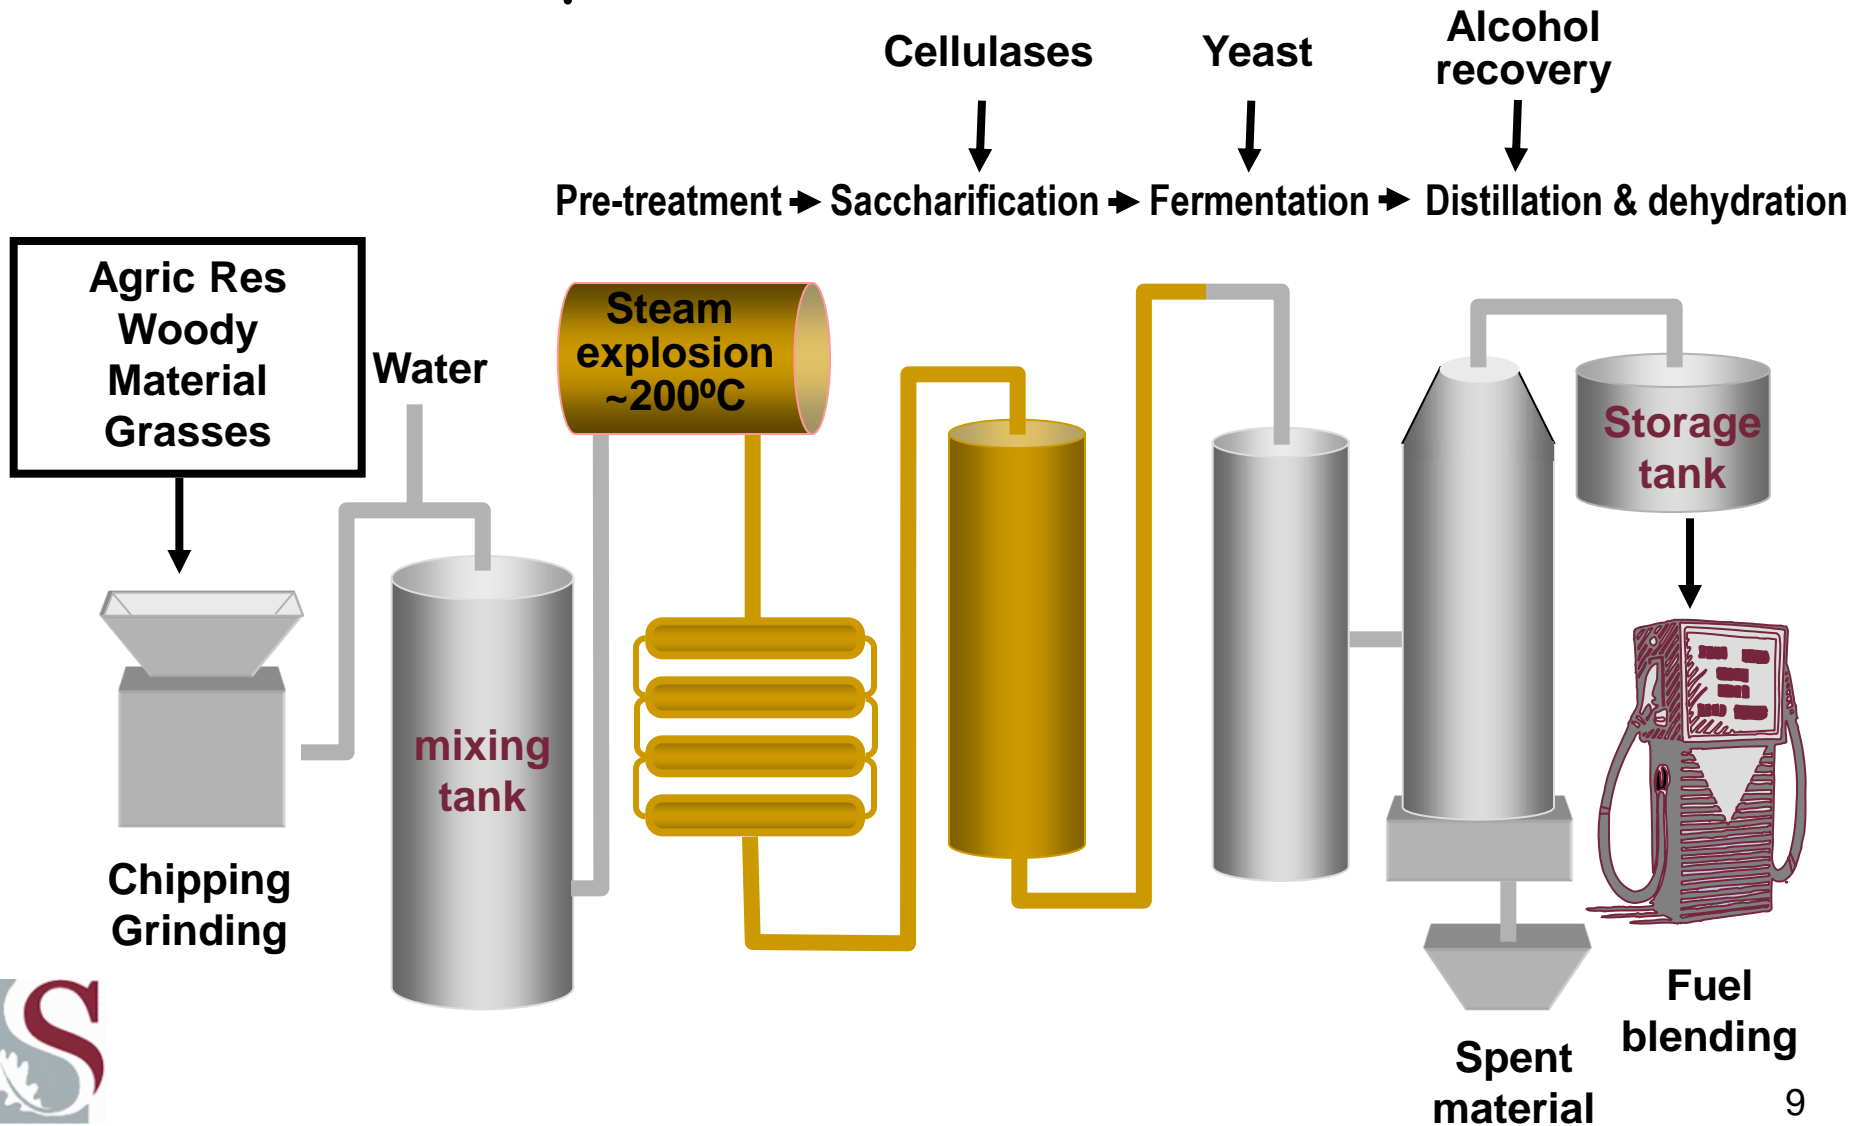 Cellulases
Yeast
Alcohol
recovery
Pre-treatment
Saccharification
Fermentation
Distillation & dehydration
Agric Res
Woody
Material
Grasses
Water
Steam
explosion
~200ºC
Storage
tank
mixing
tank
Chipping
Grinding
Fuel
blending
Spent
material
9
S